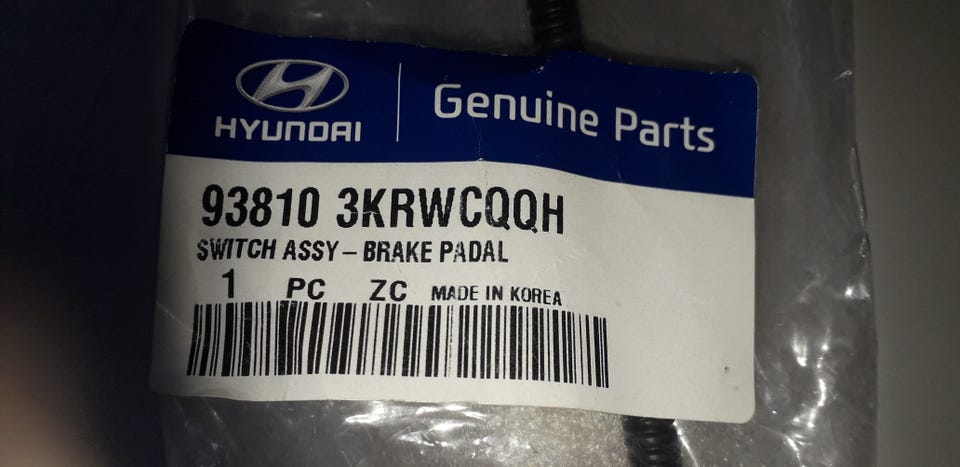 HYUNDAI
Genuine Parts
93810 3KRWCQQH
SWITCH ASSY - BRAKE PADAL
1 PC ZC MADE IN KOREA